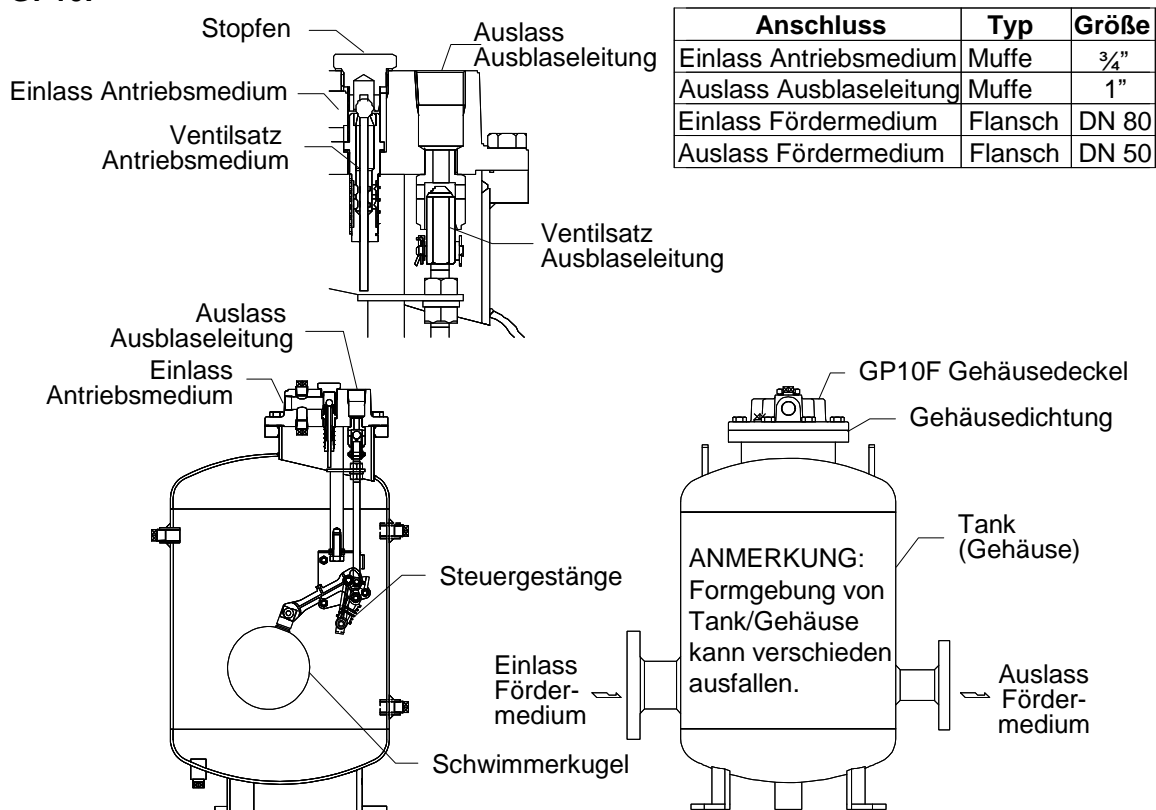 Stopfen
Auslass
Ausblaseleitung
Einlass Antriebsmedium
Ventilsatz
Antriebsmedium
Ventilsatz
Ausblaseleitung
Anschluss Typ Größe
Einlass Antriebsmedium Muffe ¾”
Auslass Ausblaseleitung Muffe 1”
Einlass Fördermedium Flansch DN 80
Auslass Fördermedium Flansch DN 50
Auslass
Ausblaseleitung
Einlass
Antriebsmedium
Steuergestänge
Schwimmerkugel
GP10F Gehäusedeckel
Gehäusedichtung
Tank
(Gehäuse)
ANMERKUNG:
Formgebung von
Tank/Gehäuse
kann verschieden
ausfallen.
Einlass
Förder-
medium
Auslass
Förder-
medium